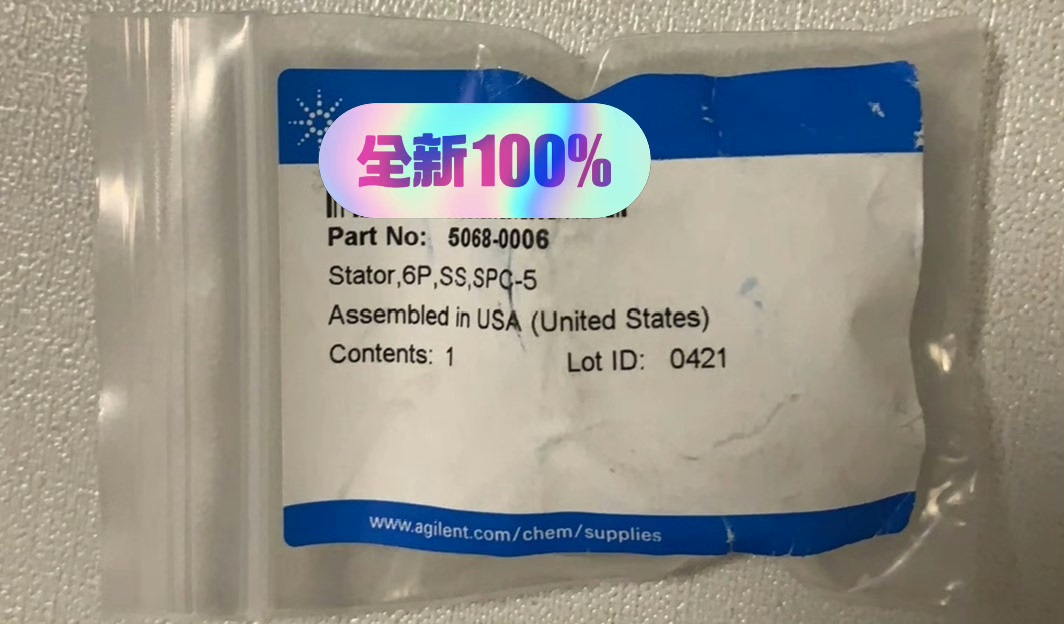 全新100%
Part No: 5068-0006
Stator,6P,SS,SPC-5
Assembled in USA (United States)
Contents: 1 Lot ID: 0421
www.agilent.com/chem/supplies